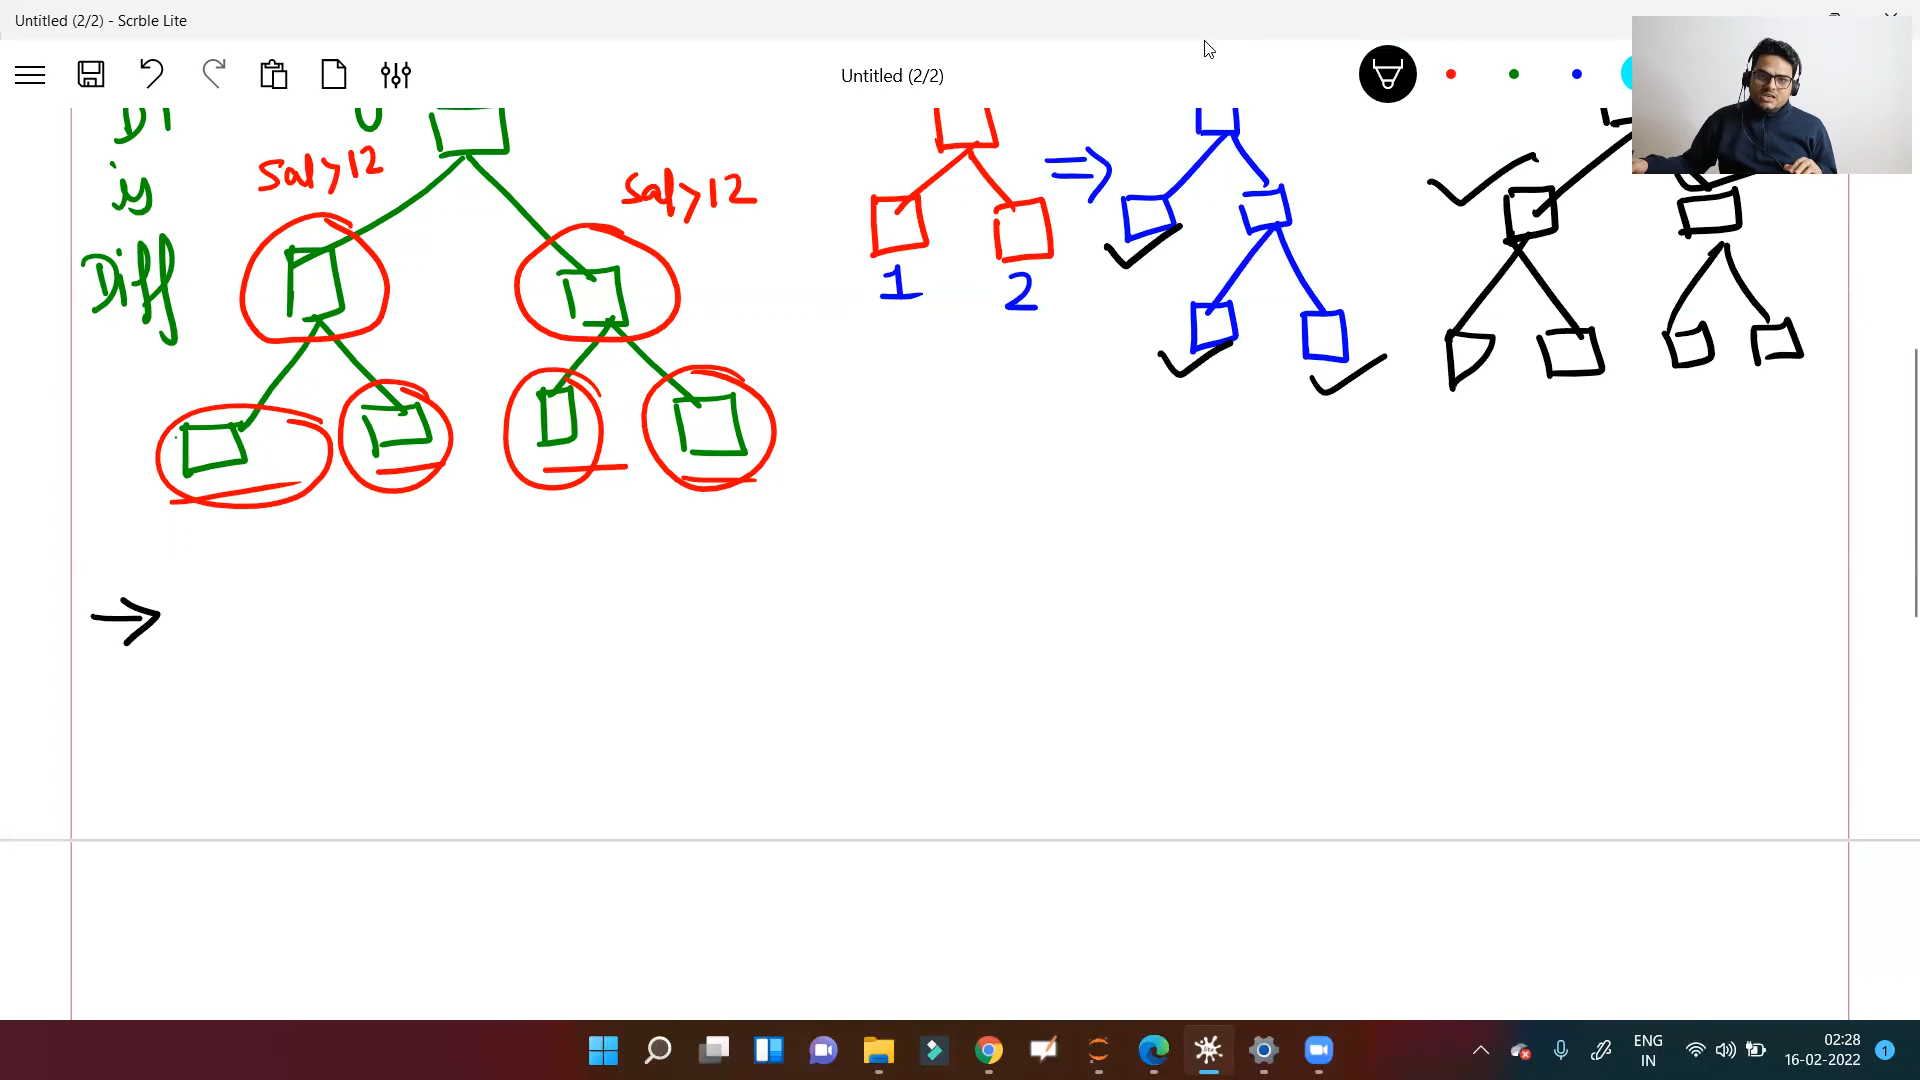 Untitled (2/2) - Scrble Lite
Untitled (2/2)
is
Diff
Sal>12
Sal>12
1
2
ENG
IN
02:28
16-02-2022
1